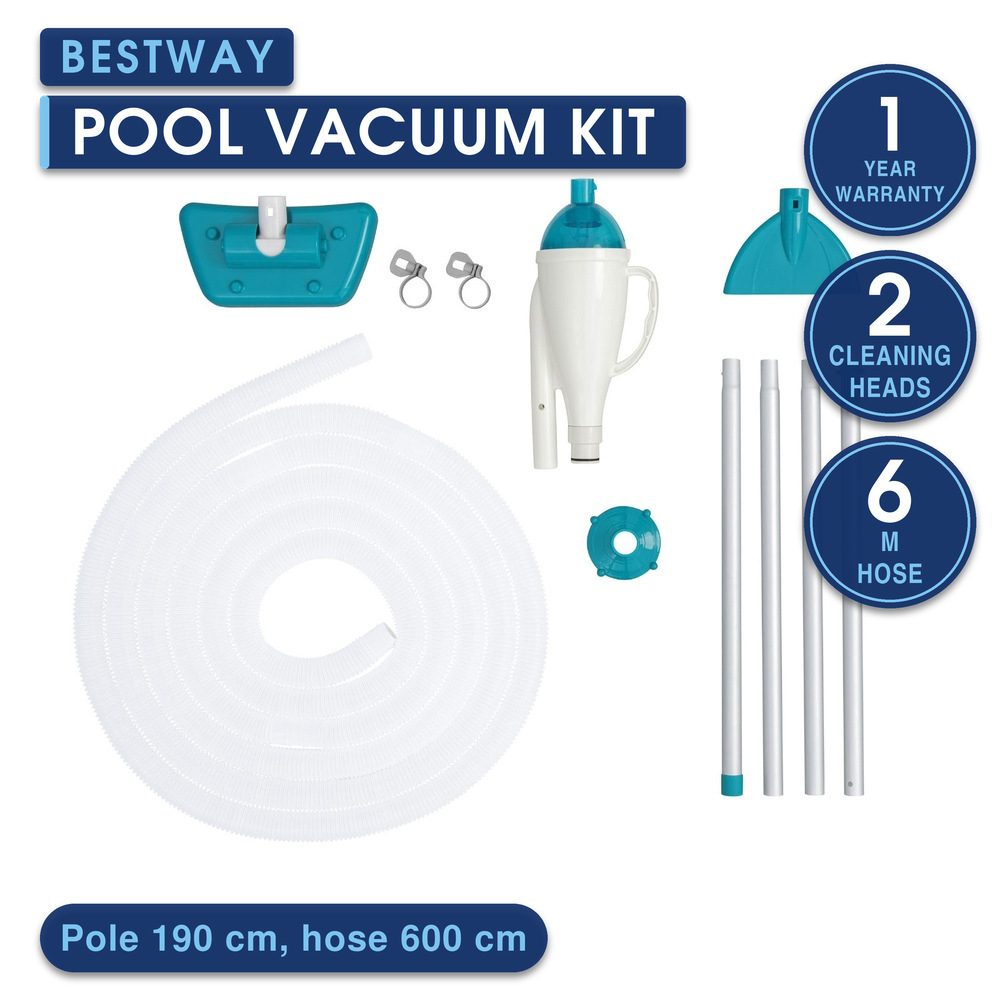 BESTWAY
POOL VACUUM KIT
1
YEAR
WARRANTY
2
CLEANING
HEADS
6
M
HOSE
Pole 190 cm, hose 600 cm